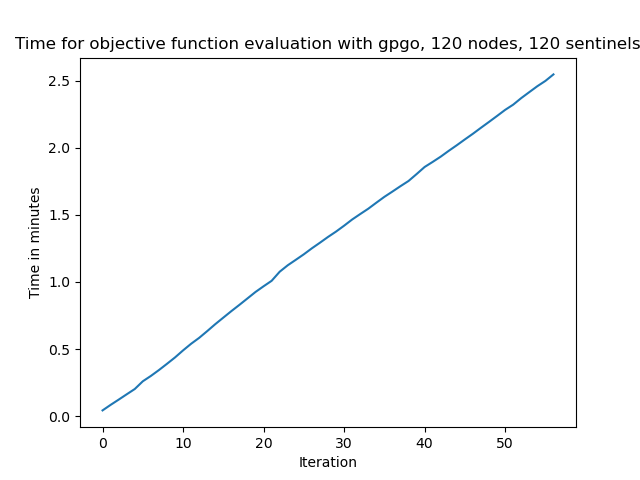 Time for objective function evaluation with gpgo, 120 nodes, 120 sentinels
2.5
2.0
1.5
1.0
0.5
0.0
Time in minutes
0 10 20 30 40 50
Iteration